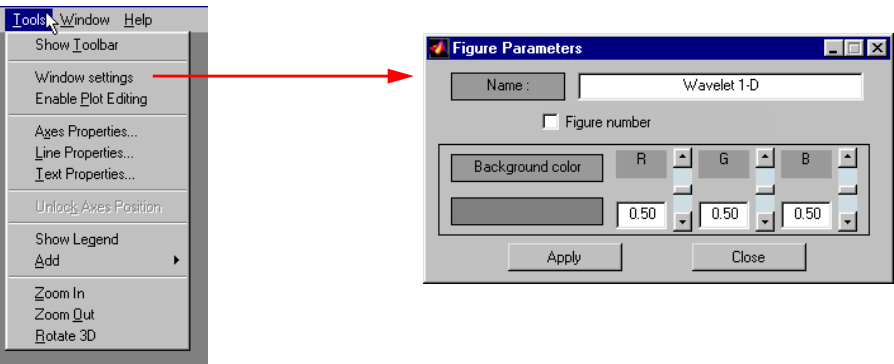 Tools Window Help
Show Toolbar
Window settings
Enable Plot Editing
Axes Properties...
Line Properties...
Text Properties...
Unlock Axes Position
Show Legend
Add
Zoom In
Zoom Out
Rotate 3D
Figure Parameters
Name : Wavelet 1-D
Figure number
Background color R G B
0.50 0.50 0.50
Apply Close